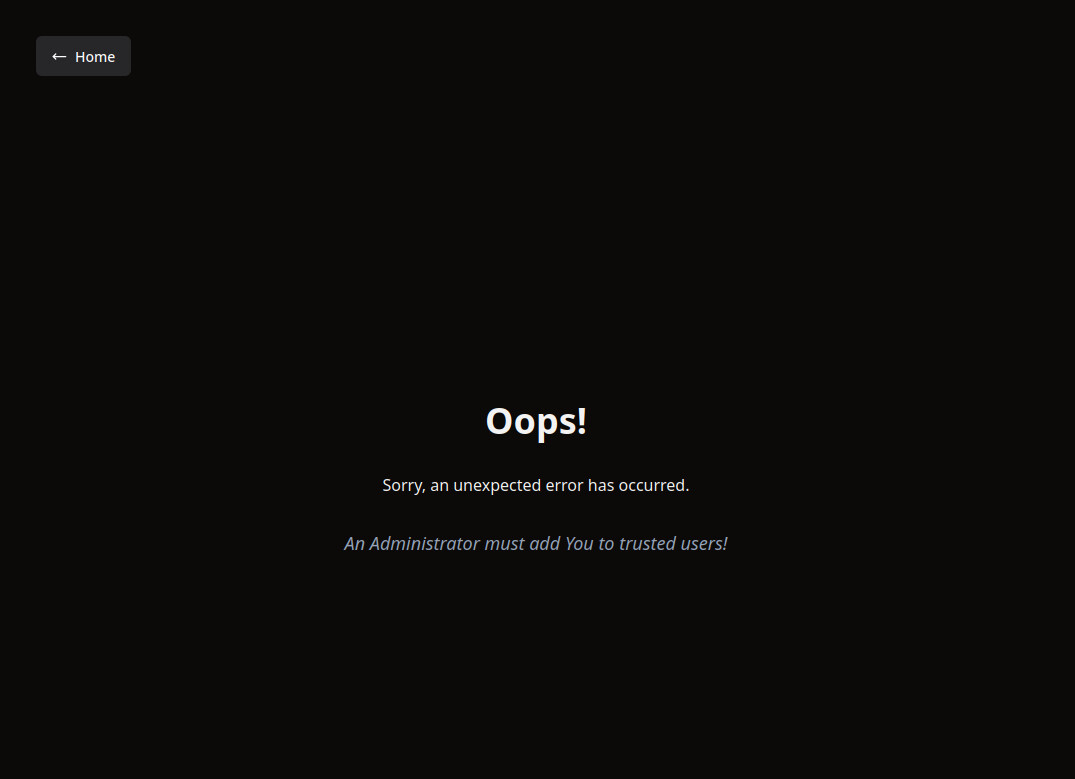 ← Home
Oops!
Sorry, an unexpected error has occurred.
An Administrator must add You to trusted users!